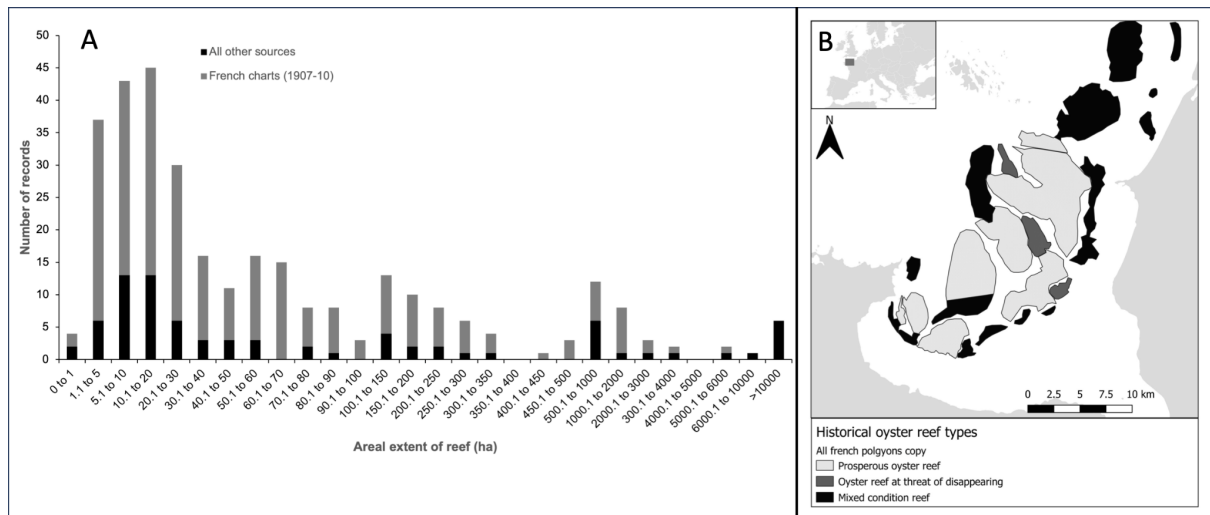 A
All other sources
French charts (1907-10)
50
45
40
35
30
25
20
15
10
5
0
Number of records
0 to 1
1.1 to 5
5.1 to 10
10.1 to 20
20.1 to 30
30.1 to 40
40.1 to 50
50.1 to 60
60.1 to 70
70.1 to 80
80.1 to 90
90.1 to 100
100.1 to 150
150.1 to 200
200.1 to 250
250.1 to 300
300.1 to 350
350.1 to 400
400.1 to 450
450.1 to 500
500.1 to 1000
1000.1 to 2000
2000.1 to 3000
300.1 to 4000
4000.1 to 5000
5000.1 to 6000
6000.1 to 10000
>10000
Areal extent of reef (ha)
B
N
0 2.5 5 7.5 10 km
Historical oyster reef types
All french polgyons copy
Prosperous oyster reef
Oyster reef at threat of disappearing
Mixed condition reef